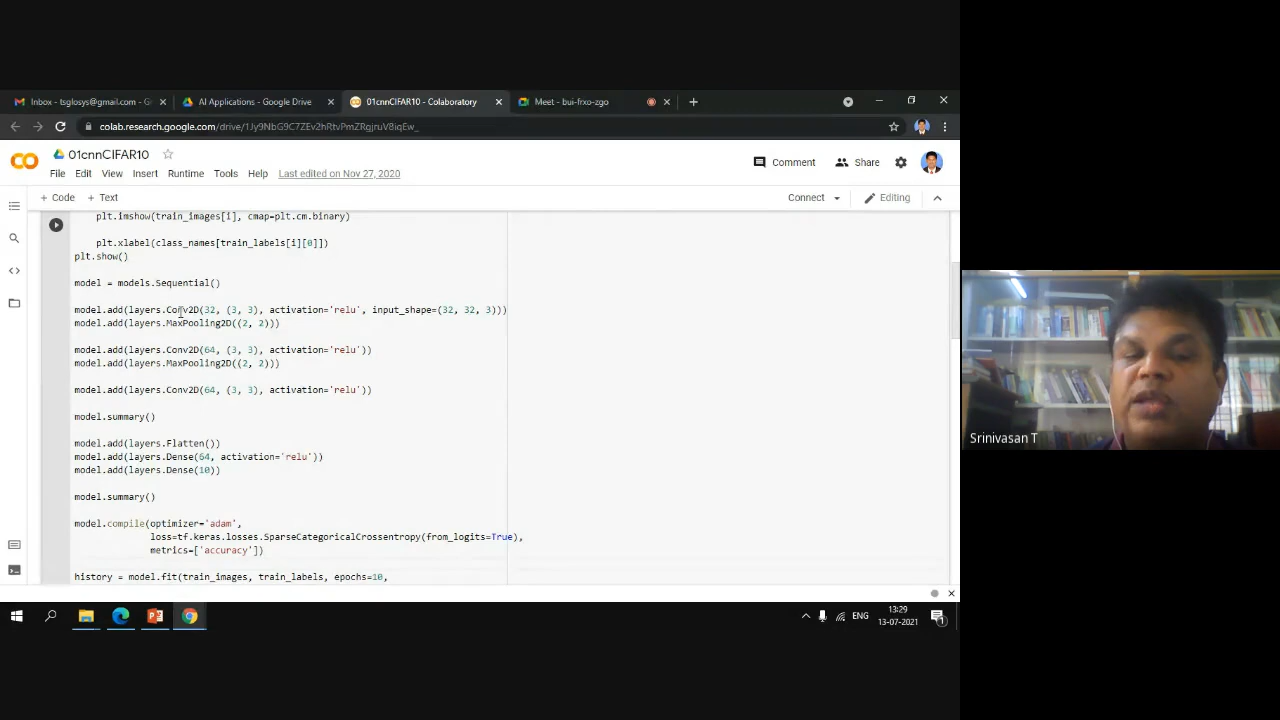 Inbox - tsglosys@gmail.com - G
AI Applications - Google Drive
01cnnCIFAR10 - Colaboratory
Meet - bui-frxo-zgo
colab.research.google.com/drive/1Jy9NbG9C7ZEv2hRtvPmZRgjruV8iqEw_
01cnnCIFAR10
Comment
Share
File Edit View Insert Runtime Tools Help Last edited on Nov 27, 2020
+ Code + Text
Connect
Editing
plt.imshow(train_images[i], cmap=plt.cm.binary)
plt.xlabel(class_names[train_labels[i][0]])
plt.show()
model = models.Sequential()
model.add(layers.Conv2D(32, (3, 3), activation='relu', input_shape=(32, 32, 3)))
model.add(layers.MaxPooling2D((2, 2)))
model.add(layers.Conv2D(64, (3, 3), activation='relu'))
model.add(layers.MaxPooling2D((2, 2)))
model.add(layers.Conv2D(64, (3, 3), activation='relu'))
model.summary()
model.add(layers.Flatten())
model.add(layers.Dense(64, activation='relu'))
model.add(layers.Dense(10))
model.summary()
model.compile(optimizer='adam',
loss=tf.keras.losses.SparseCategoricalCrossentropy(from_logits=True),
metrics=['accuracy'])
history = model.fit(train_images, train_labels, epochs=10,
Srinivasan T
ENG
13:29
13-07-2021
1